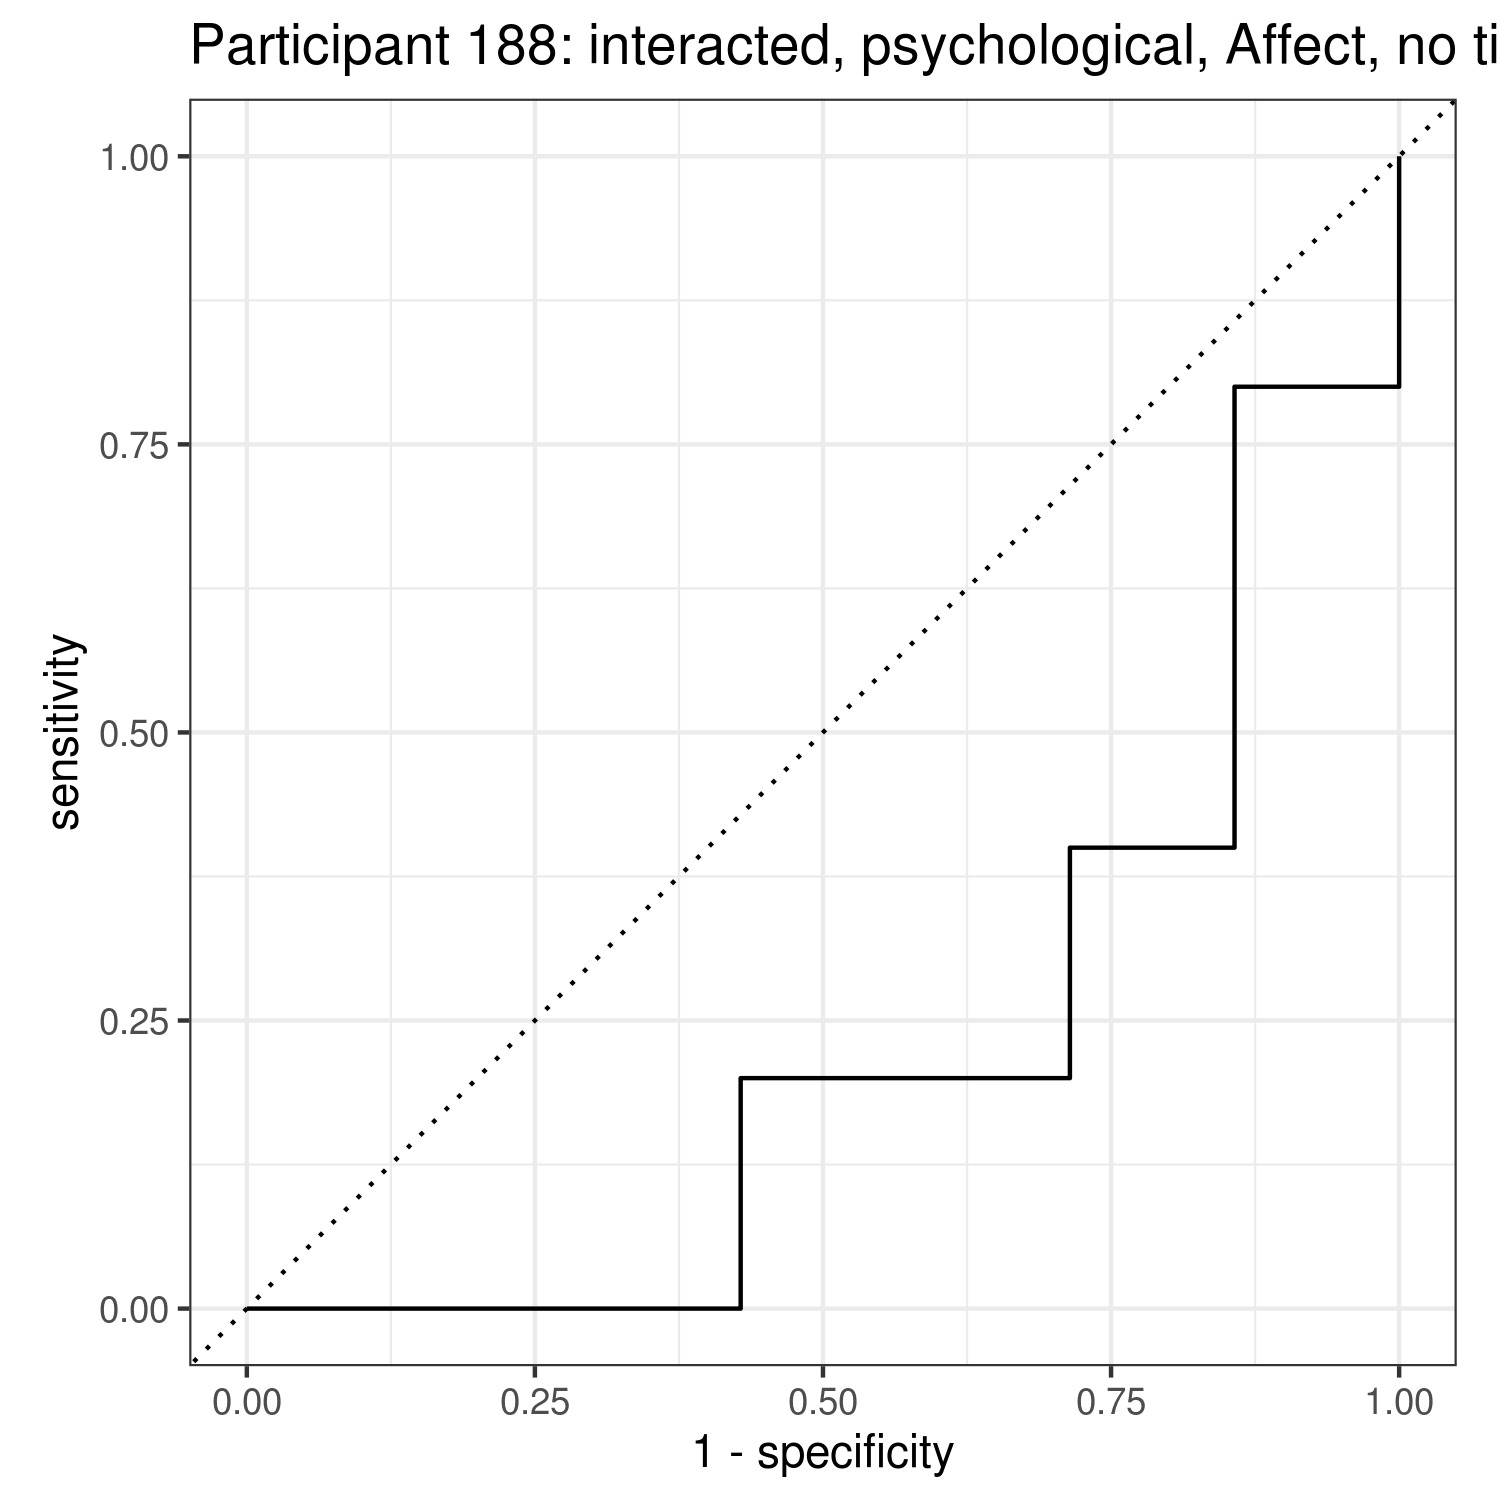 Participant 188: interacted, psychological, Affect, no ti
1.00
0.75
0.50
0.25
0.00
sensitivity
0.00 0.25 0.50 0.75 1.00
1 - specificity